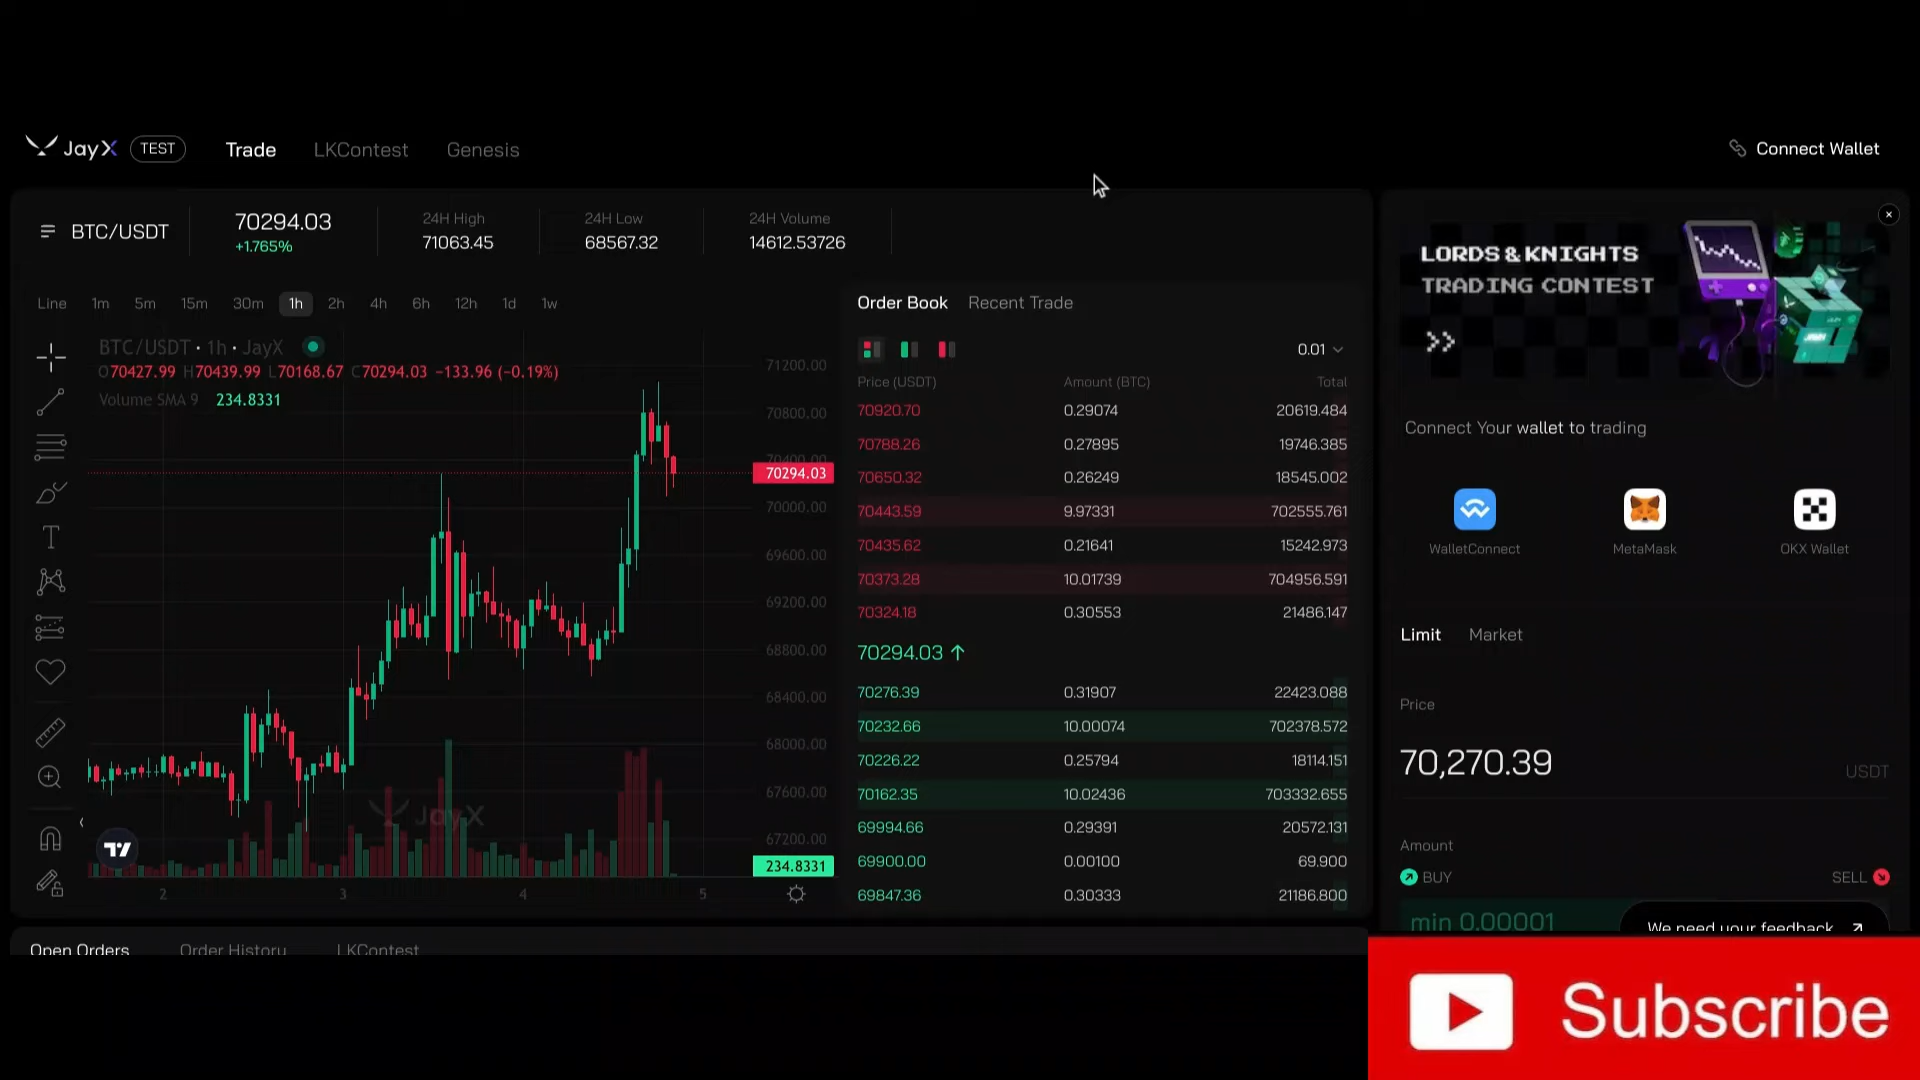 JayX TEST Trade LKContest Genesis Connect Wallet
BTC/USDT
70294.03
+1.765%
24H High
71063.45
24H Low
68567.32
24H Volume
14612.53726
LORDS & KNIGHTS
TRADING CONTEST
Line 1m 5m 15m 30m 1h 2h 4h 6h 12h 1d 1w
BTC/USDT · 1h · JayX
O70427.99 H70439.99 L70168.67 C70294.03 −133.96 (−0.19%)
Volume SMA 9 234.8331
71200.00
70800.00
70400.00
70294.03
70000.00
69600.00
69200.00
68800.00
68400.00
68000.00
67600.00
67200.00
234.8331
JayX
2 3 4 5
Order Book Recent Trade
0.01
Price (USDT) Amount (BTC) Total
70920.70 0.29074 20619.484
70788.26 0.27895 19746.385
70650.32 0.26249 18545.002
70443.59 9.97331 702555.761
70435.62 0.21641 15242.973
70373.28 10.01739 704956.591
70324.18 0.30553 21486.147
70294.03 ↑
70276.39 0.31907 22423.088
70232.66 10.00074 702378.572
70226.22 0.25794 18114.151
70162.35 10.02436 703332.655
69994.66 0.29391 20572.131
69900.00 0.00100 69.900
69847.36 0.30333 21186.800
Connect Your wallet to trading
WalletConnect MetaMask OKX Wallet
Limit Market
Price
70,270.39 USDT
Amount
BUY SELL
min 0.00001
We need your feedback
Open Orders Order History LKContest
Subscribe